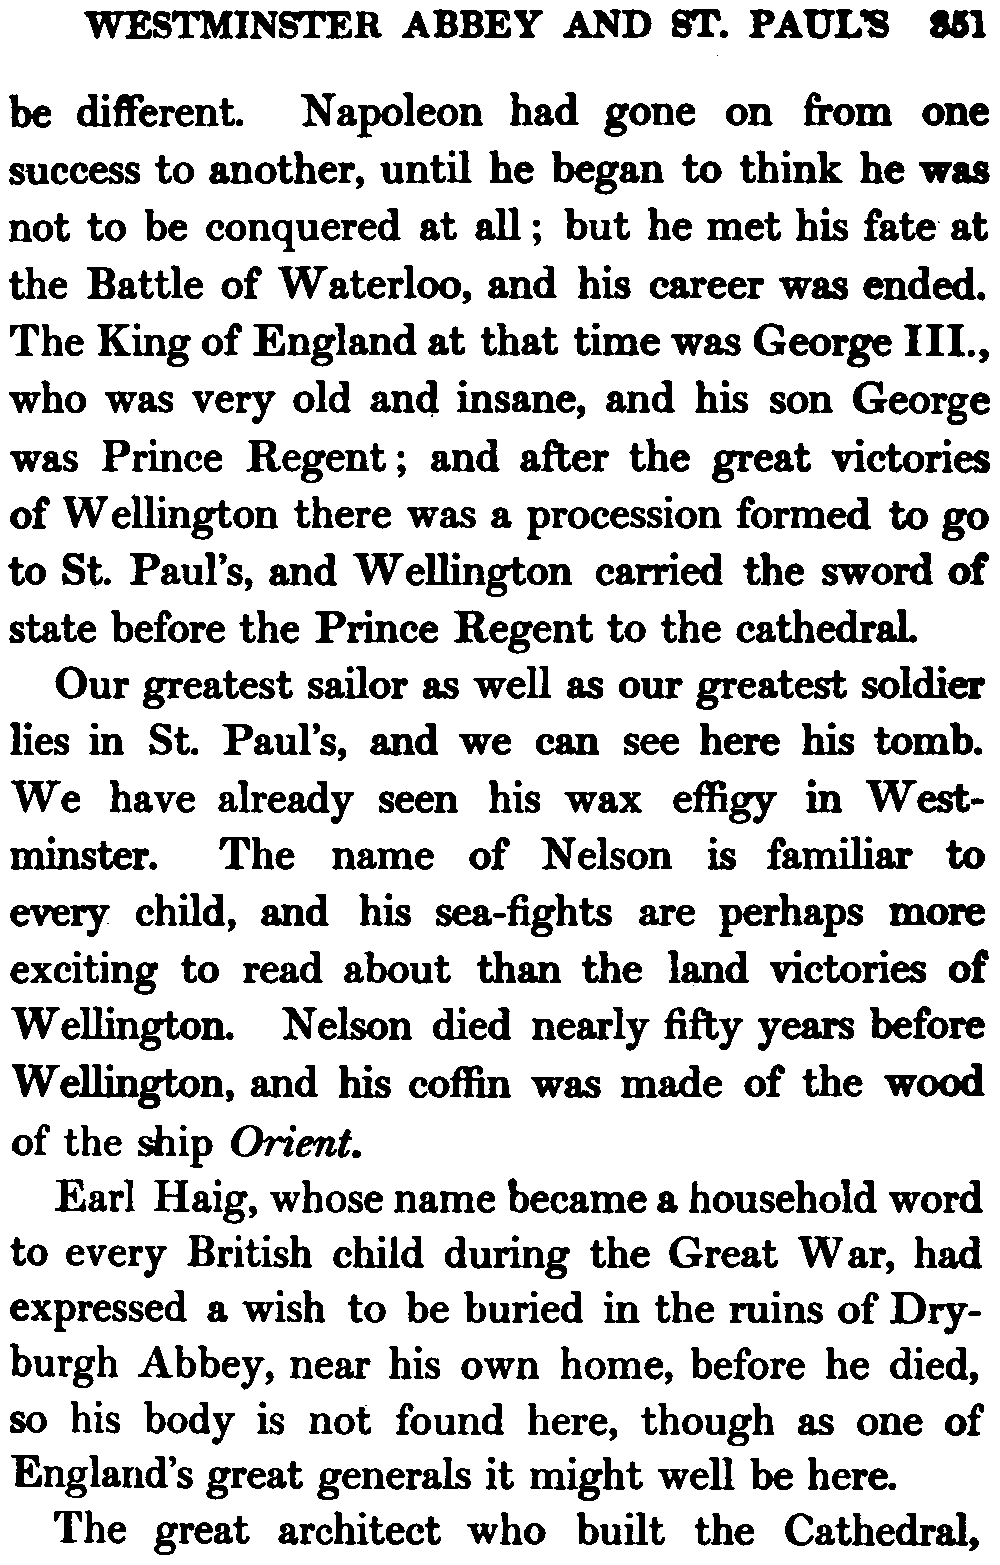 WESTMINSTER ABBEY AND ST. PAUL'S 351
be different. Napoleon had gone on from one
success to another, until he began to think he was
not to be conquered at all; but he met his fate at
the Battle of Waterloo, and his career was ended.
The King of England at that time was George III.,
who was very old and insane, and his son George
was Prince Regent; and after the great victories
of Wellington there was a procession formed to go
to St. Paul's, and Wellington carried the sword of
state before the Prince Regent to the cathedral.
Our greatest sailor as well as our greatest soldier
lies in St. Paul's, and we can see here his tomb.
We have already seen his wax effigy in West-
minster. The name of Nelson is familiar to
every child, and his sea-fights are perhaps more
exciting to read about than the land victories of
Wellington. Nelson died nearly fifty years before
Wellington, and his coffin was made of the wood
of the ship Orient.
Earl Haig, whose name became a household word
to every British child during the Great War, had
expressed a wish to be buried in the ruins of Dry-
burgh Abbey, near his own home, before he died,
so his body is not found here, though as one of
England's great generals it might well be here.
The great architect who built the Cathedral,